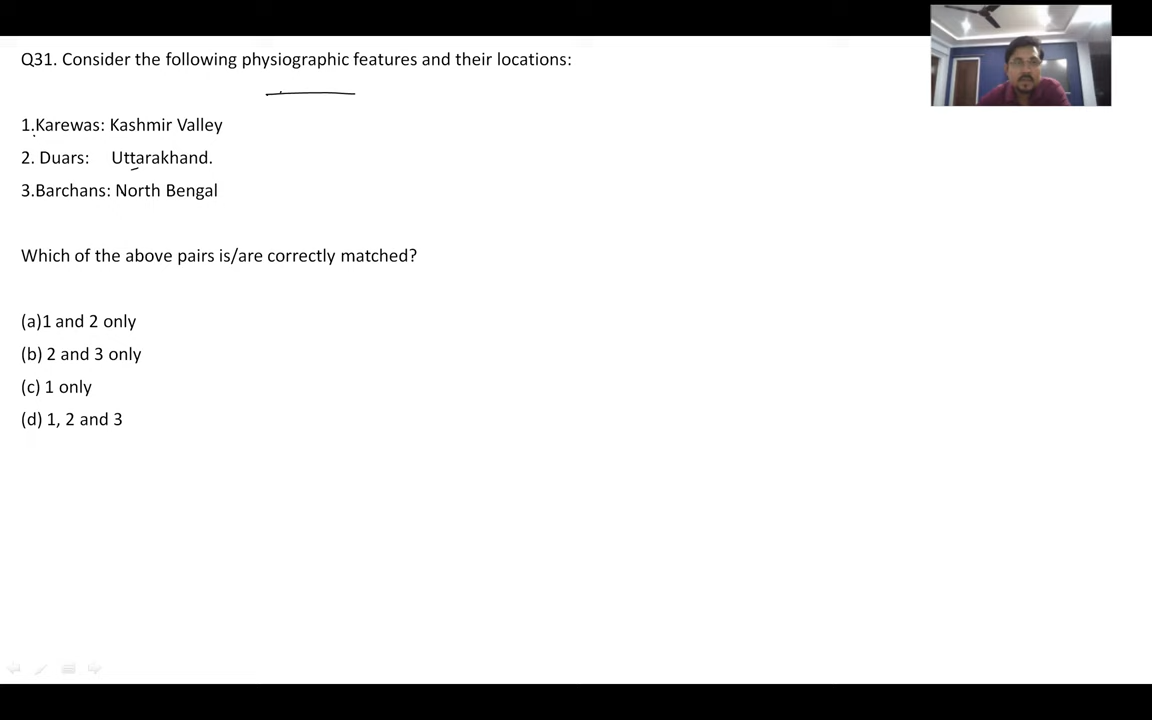 Q31. Consider the following physiographic features and their locations:
1.Karewas: Kashmir Valley
2. Duars: Uttarakhand.
3.Barchans: North Bengal
Which of the above pairs is/are correctly matched?
(a)1 and 2 only
(b) 2 and 3 only
(c) 1 only
(d) 1, 2 and 3